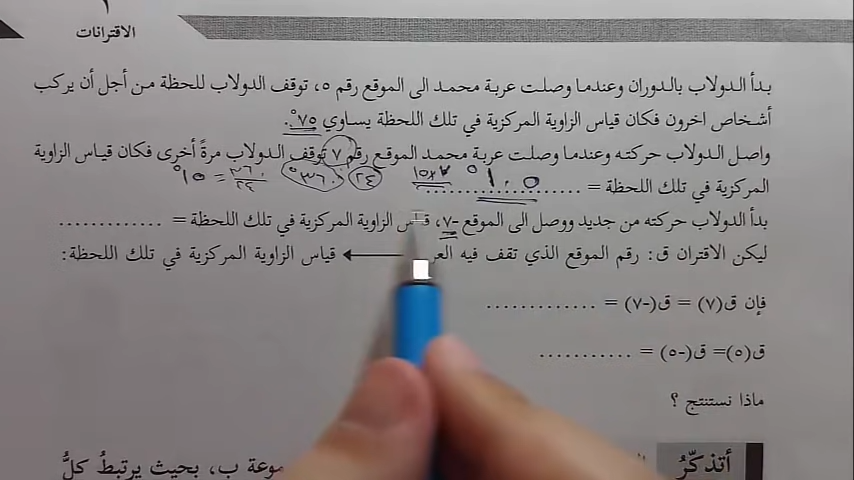 الاقترانات
بدأ الدولاب بالدوران وعندما وصلت عربة محمد الى الموقع رقم ٥، توقف الدولاب للحظة من أجل أن يركب
أشخاص اخرون فكان قياس الزاوية المركزية في تلك اللحظة يساوي ٧٥°.
واصل الدولاب حركته وعندما وصلت عربة محمد الموقع رقم ٧ توقف الدولاب مرةً أخرى فكان قياس الزاوية
المركزية في تلك اللحظة = .................... ١٠٥° ١٥×٧ ٢٤ ٣٦٠° ٣٦٠/٢٤ = ١٥°
بدأ الدولاب حركته من جديد ووصل الى الموقع -٧، قياس الزاوية المركزية في تلك اللحظة = .............
ليكن الاقتران ق: رقم الموقع الذي تقف فيه ← قياس الزاوية المركزية في تلك اللحظة:
فإن ق(٧) = ق(-٧) = .............
ق(٥)= ق(-٥) = ...........
ماذا نستنتج ؟
أتذكّرُ
ب، بحيث يرتبطُ كلُّ